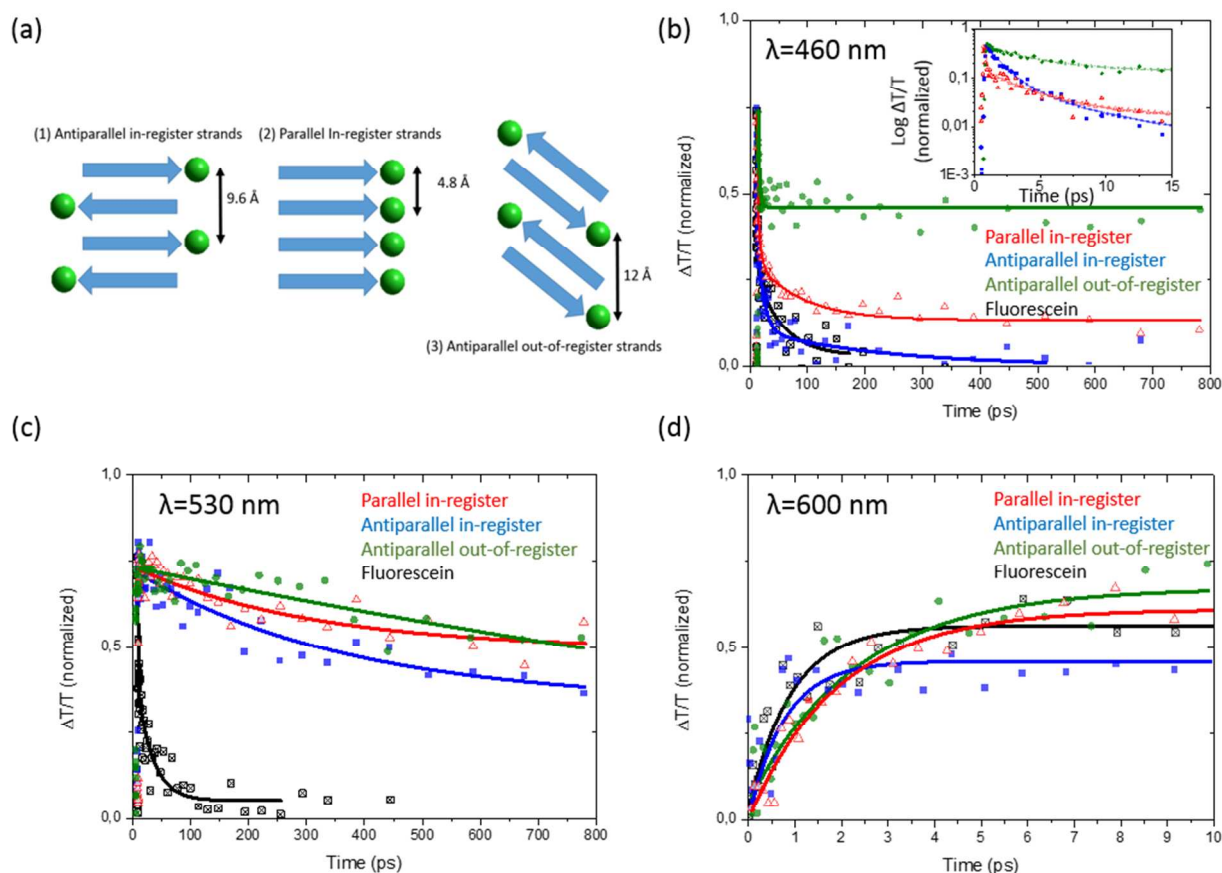 (a)
(1) Antiparallel in-register strands
9.6 Å
(2) Parallel In-register strands
4.8 Å
12 Å
(3) Antiparallel out-of-register strands
(b)
λ=460 nm
ΔT/T (normalized)
1,0
0,5
0,0
0 100 200 300 400 500 600 700 800
Time (ps)
Log ΔT/T
(normalized)
1
0,1
0,01
1E-3
5 10 15
Time (ps)
Parallel in-register
Antiparallel in-register
Antiparallel out-of-register
Fluorescein
(c)
λ=530 nm
ΔT/T (normalized)
1,0
0,5
0,0
0 100 200 300 400 500 600 700 800
Time (ps)
Parallel in-register
Antiparallel in-register
Antiparallel out-of-register
Fluorescein
(d)
λ=600 nm
ΔT/T (normalized)
1,0
0,5
0,0
0 1 2 3 4 5 6 7 8 9 10
Time (ps)
Parallel in-register
Antiparallel in-register
Antiparallel out-of-register
Fluorescein